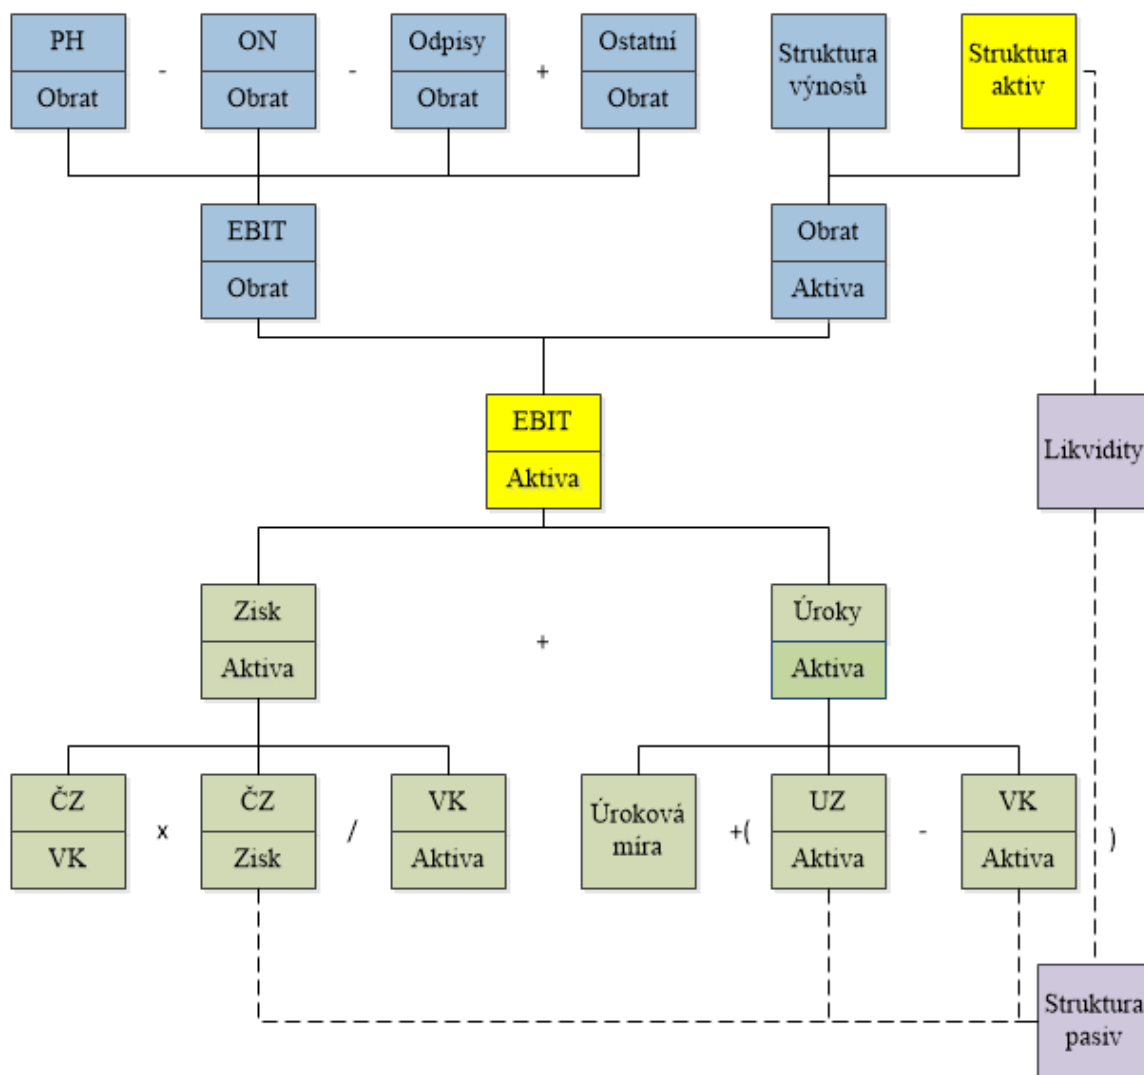 PH
Obrat
-
ON
Obrat
-
Odpisy
Obrat
+
Ostatní
Obrat
Struktura
výnosů
Struktura
aktiv
EBIT
Obrat
Obrat
Aktiva
EBIT
Aktiva
Likvidity
Zisk
Aktiva
+
Úroky
Aktiva
ČZ
VK
x
ČZ
Zisk
/
VK
Aktiva
Úroková
míra
+(
UZ
Aktiva
-
VK
Aktiva
)
Struktura
pasiv